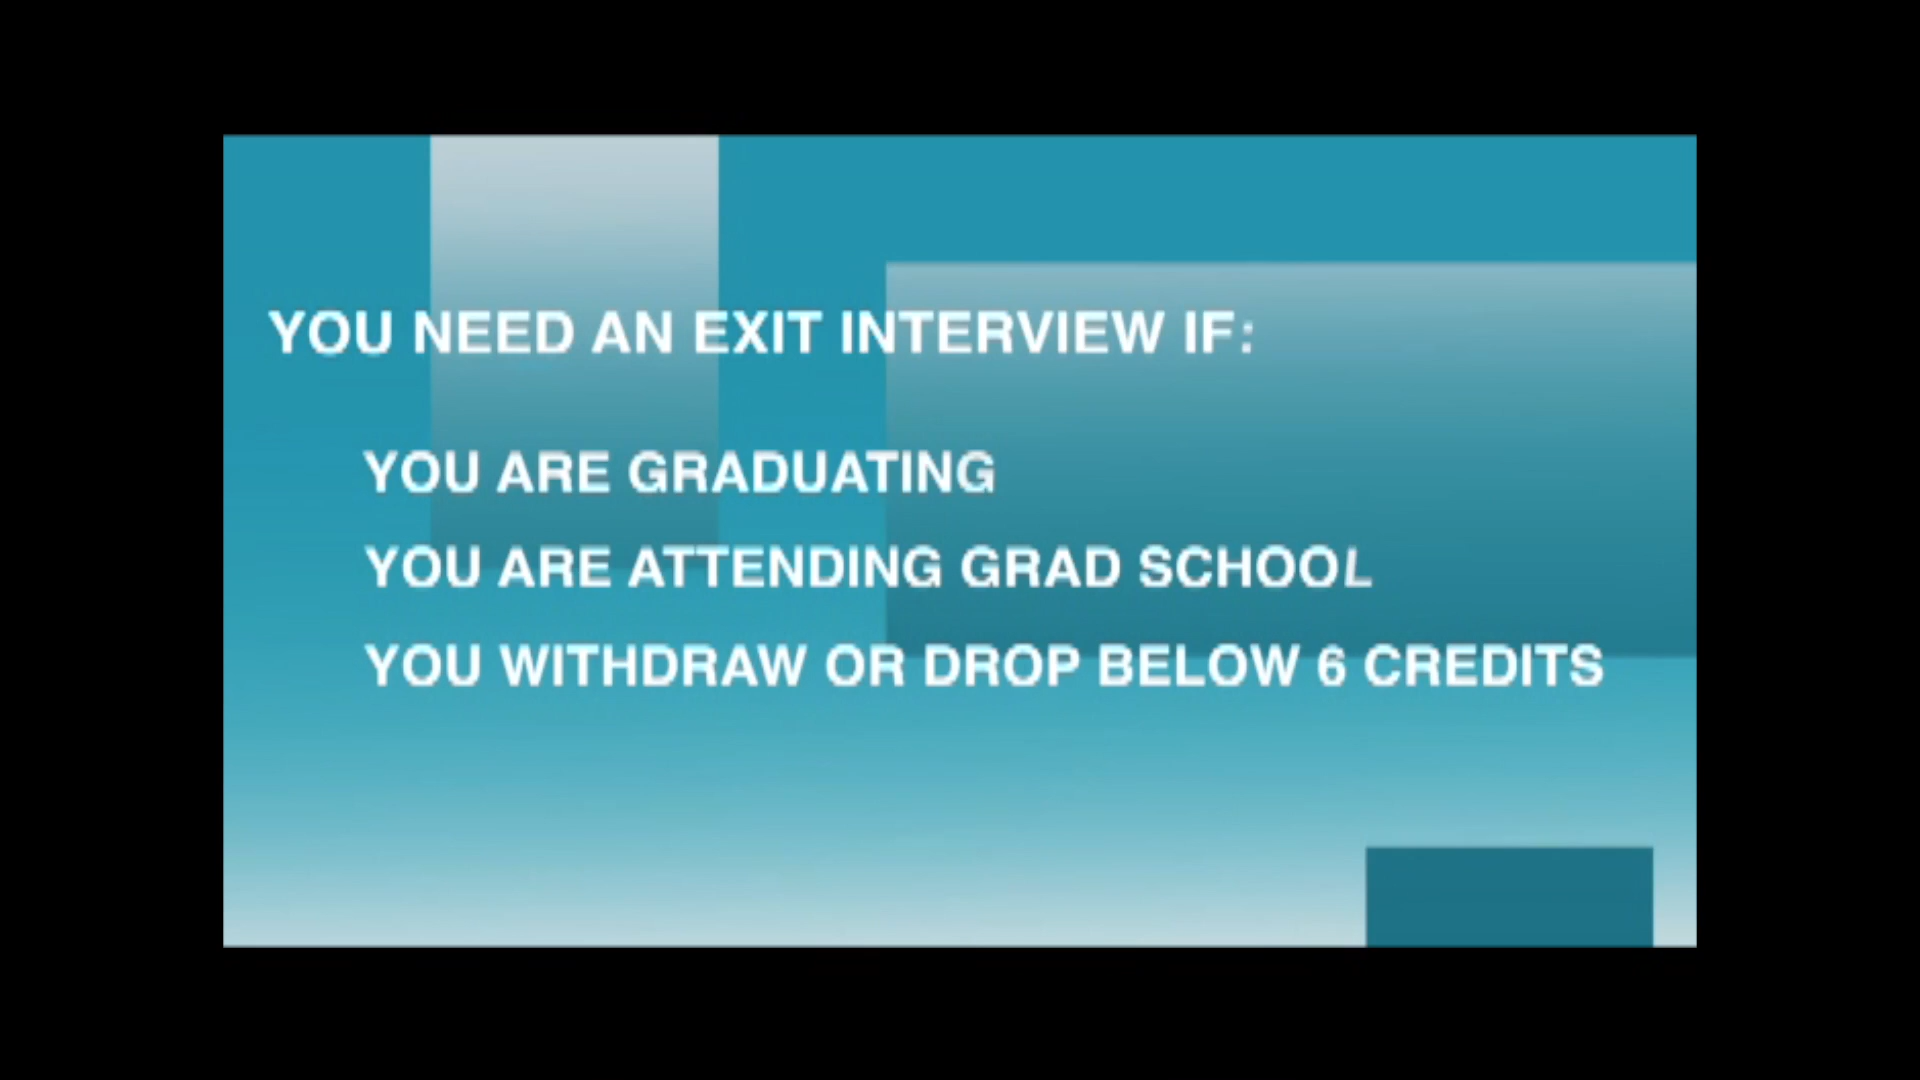 YOU NEED AN EXIT INTERVIEW IF:
YOU ARE GRADUATING
YOU ARE ATTENDING GRAD SCHOOL
YOU WITHDRAW OR DROP BELOW 6 CREDITS